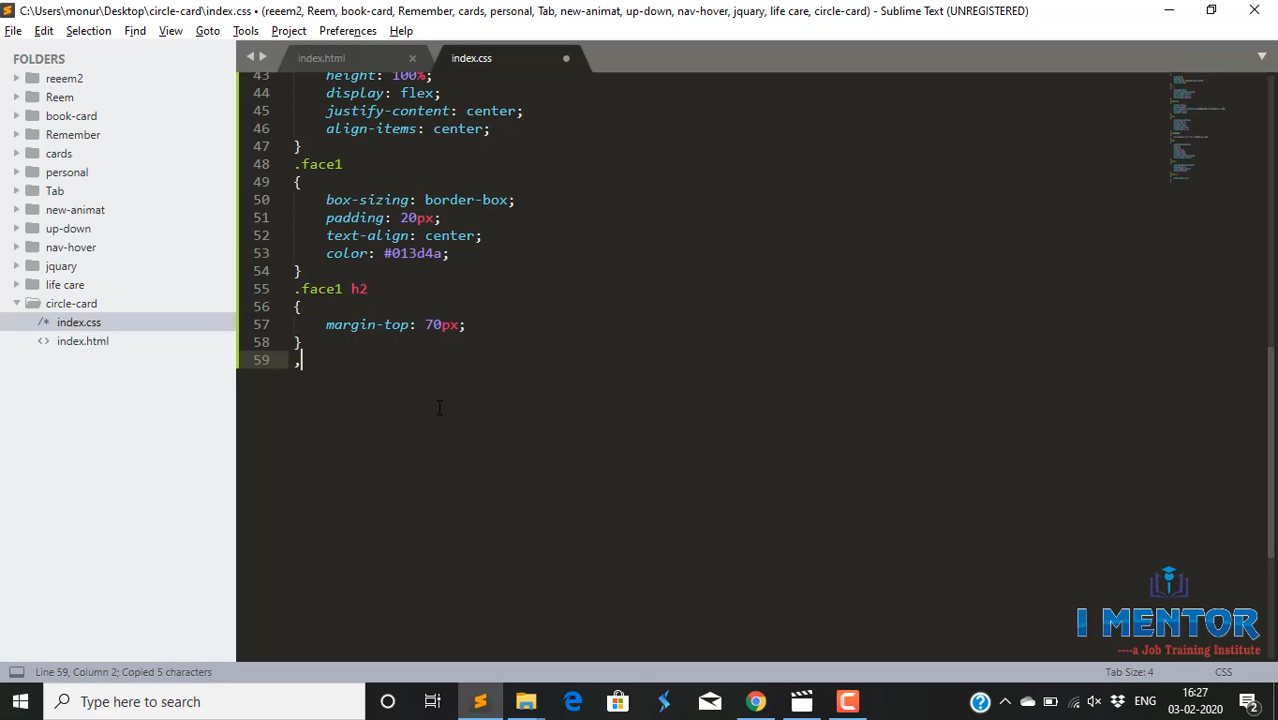 C:\Users\monur\Desktop\circle-card\index.css • (reeem2, Reem, book-card, Remember, cards, personal, Tab, new-animat, up-down, nav-hover, jquary, life care, circle-card) - Sublime Text (UNREGISTERED)
File Edit Selection Find View Goto Tools Project Preferences Help
FOLDERS
reeem2
Reem
book-card
Remember
cards
personal
Tab
new-animat
up-down
nav-hover
jquary
life care
circle-card
/* index.css
<> index.html
index.html
index.css
43 height: 100%;
44 display: flex;
45 justify-content: center;
46 align-items: center;
47 }
48 .face1
49 {
50 box-sizing: border-box;
51 padding: 20px;
52 text-align: center;
53 color: #013d4a;
54 }
55 .face1 h2
56 {
57 margin-top: 70px;
58 }
59 ,
I MENTOR
----a Job Training Institute
Line 59, Column 2; Copied 5 characters
Tab Size: 4
CSS
Type here to search
ENG
16:27
03-02-2020
2